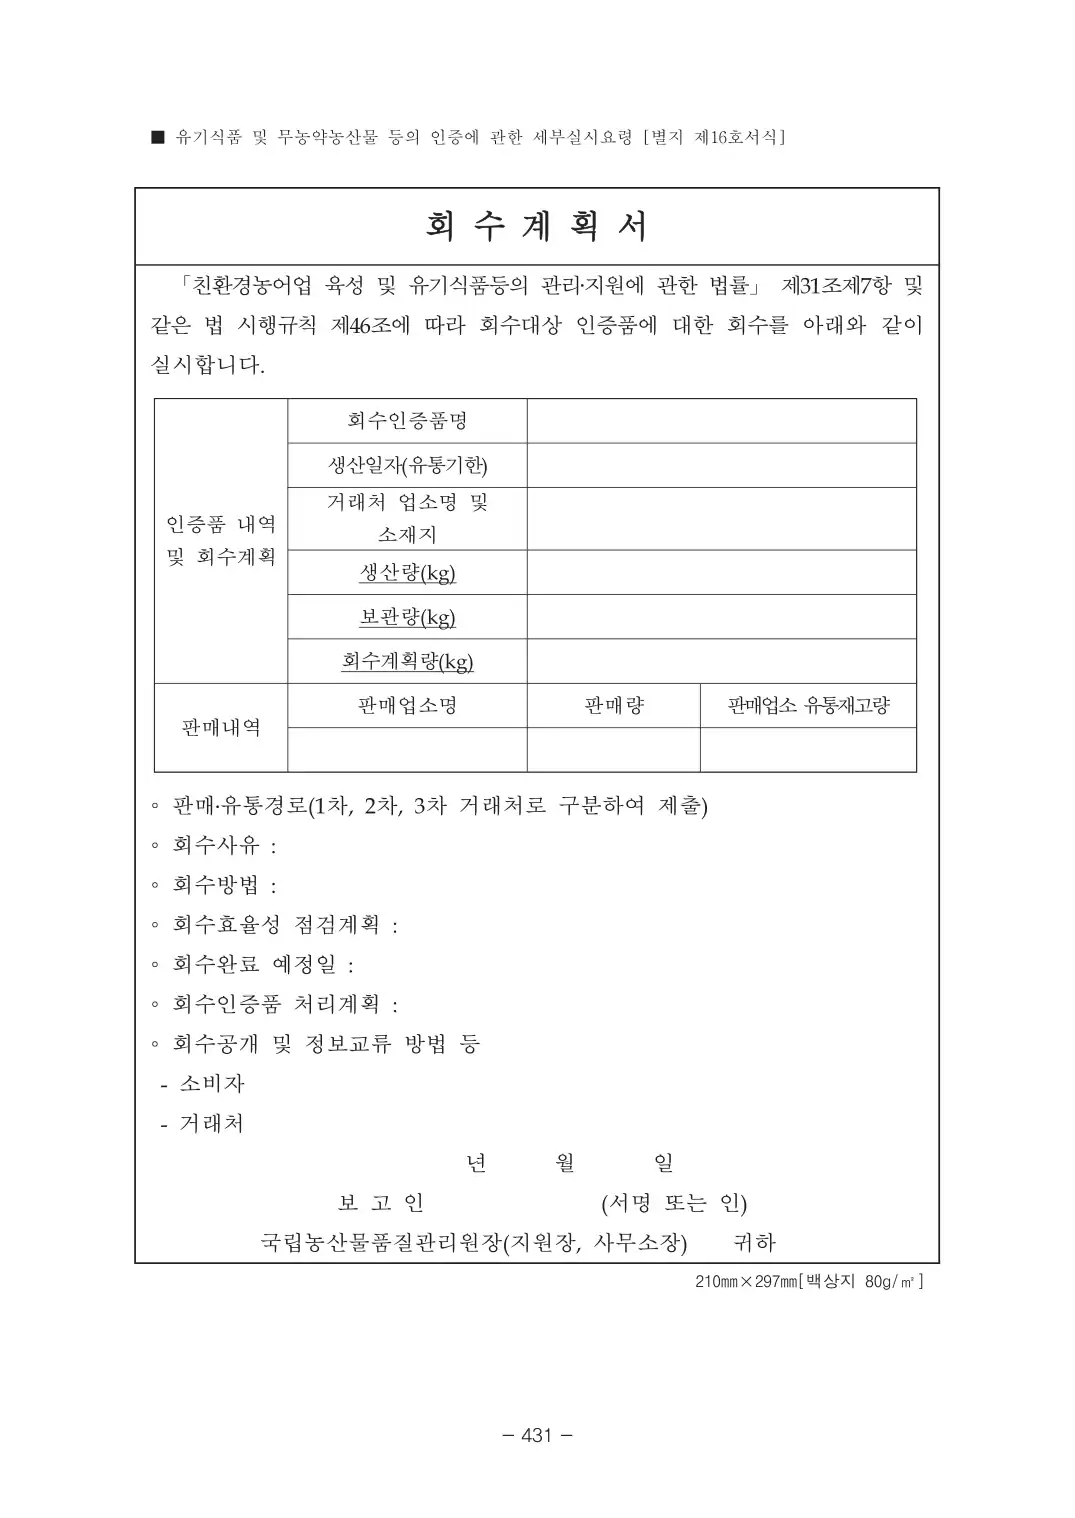 ■ 유기식품 및 무농약농산물 등의 인증에 관한 세부실시요령 [별지 제16호서식]
회 수 계 획 서
「친환경농어업 육성 및 유기식품등의 관리·지원에 관한 법률」 제31조제7항 및
같은 법 시행규칙 제46조에 따라 회수대상 인증품에 대한 회수를 아래와 같이
실시합니다.
인증품 내역
및 회수계획
회수인증품명
생산일자(유통기한)
거래처 업소명 및
소재지
생산량(kg)
보관량(kg)
회수계획량(kg)
판매내역
판매업소명 판매량 판매업소 유통재고량
◦ 판매·유통경로(1차, 2차, 3차 거래처로 구분하여 제출)
◦ 회수사유 :
◦ 회수방법 :
◦ 회수효율성 점검계획 :
◦ 회수완료 예정일 :
◦ 회수인증품 처리계획 :
◦ 회수공개 및 정보교류 방법 등
- 소비자
- 거래처
년 월 일
보 고 인 (서명 또는 인)
국립농산물품질관리원장(지원장, 사무소장) 귀하
210㎜×297㎜[백상지 80g/㎡]
- 431 -